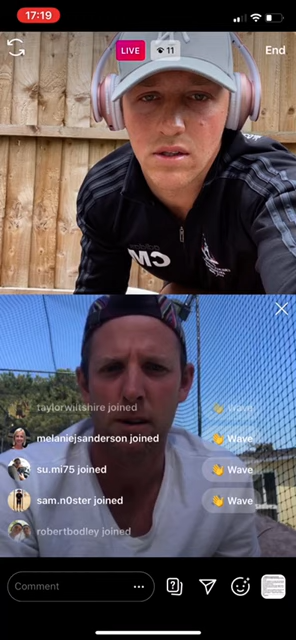 17:19
LIVE 11
End
CM
taylorwiltshire joined Wave
melaniejsanderson joined Wave
su.mi75 joined Wave
sam.n0ster joined Wave
robertbodley joined
Comment